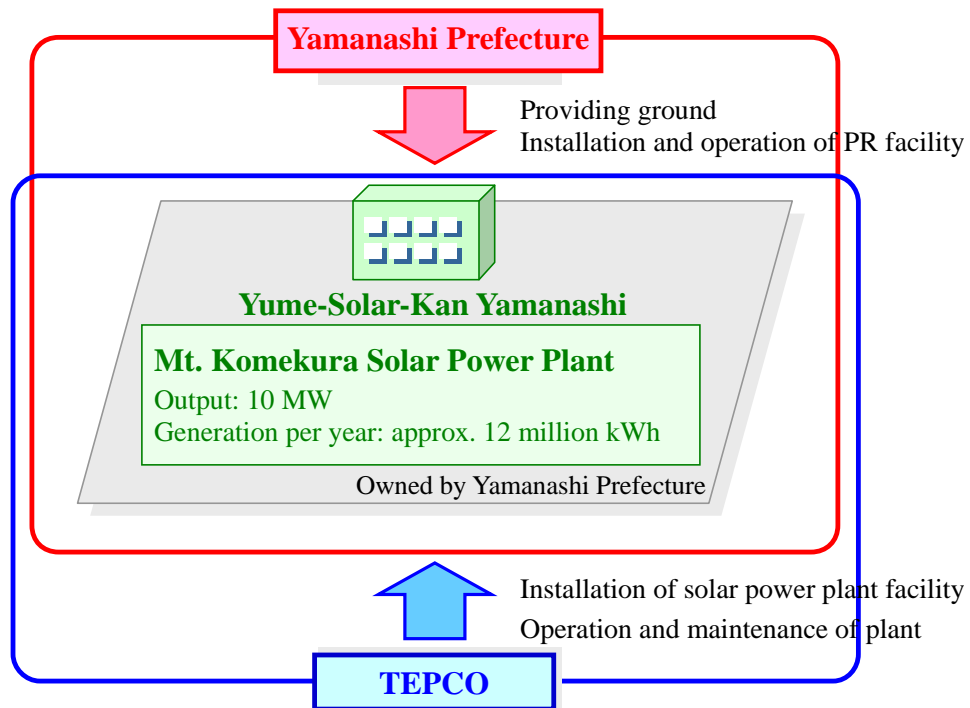 Yamanashi Prefecture
Providing ground
Installation and operation of PR facility
Yume-Solar-Kan Yamanashi
Mt. Komekura Solar Power Plant
Output: 10 MW
Generation per year: approx. 12 million kWh
Owned by Yamanashi Prefecture
Installation of solar power plant facility
Operation and maintenance of plant
TEPCO